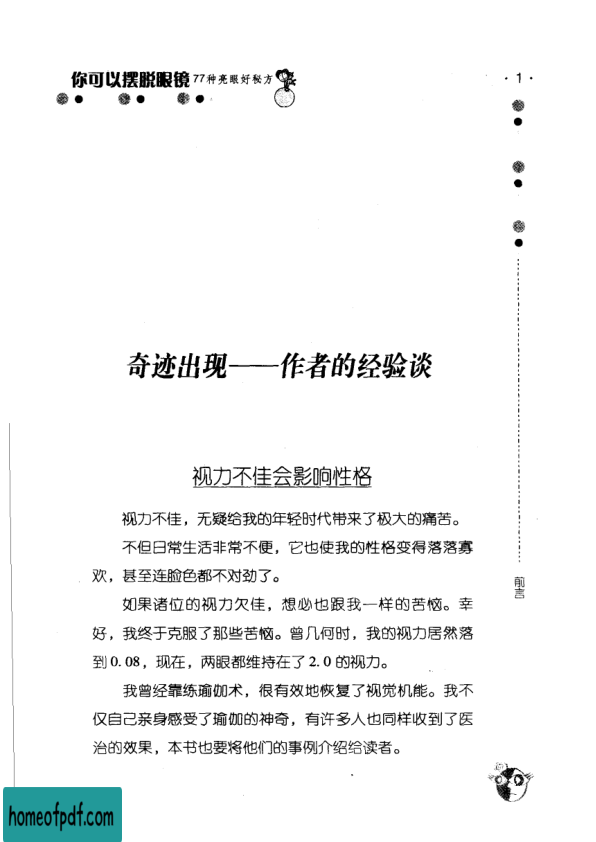 你可以摆脱眼镜 77种亮眼好秘方
·1·
奇迹出现——作者的经验谈
视力不佳会影响性格
视力不佳，无疑给我的年轻时代带来了极大的痛苦。
不但日常生活非常不便，它也使我的性格变得落落寡
欢，甚至连脸色都不对劲了。
如果诸位的视力欠佳，想必也跟我一样的苦恼。幸
好，我终于克服了那些苦恼。曾几何时，我的视力居然落
到0.08，现在，两眼都维持在了2.0的视力。
我曾经靠练瑜伽术，很有效地恢复了视觉机能。我不
仅自己亲身感受了瑜伽的神奇，有许多人也同样收到了医
治的效果，本书也要将他们的事例介绍给读者。
前言
homeofpdf.com